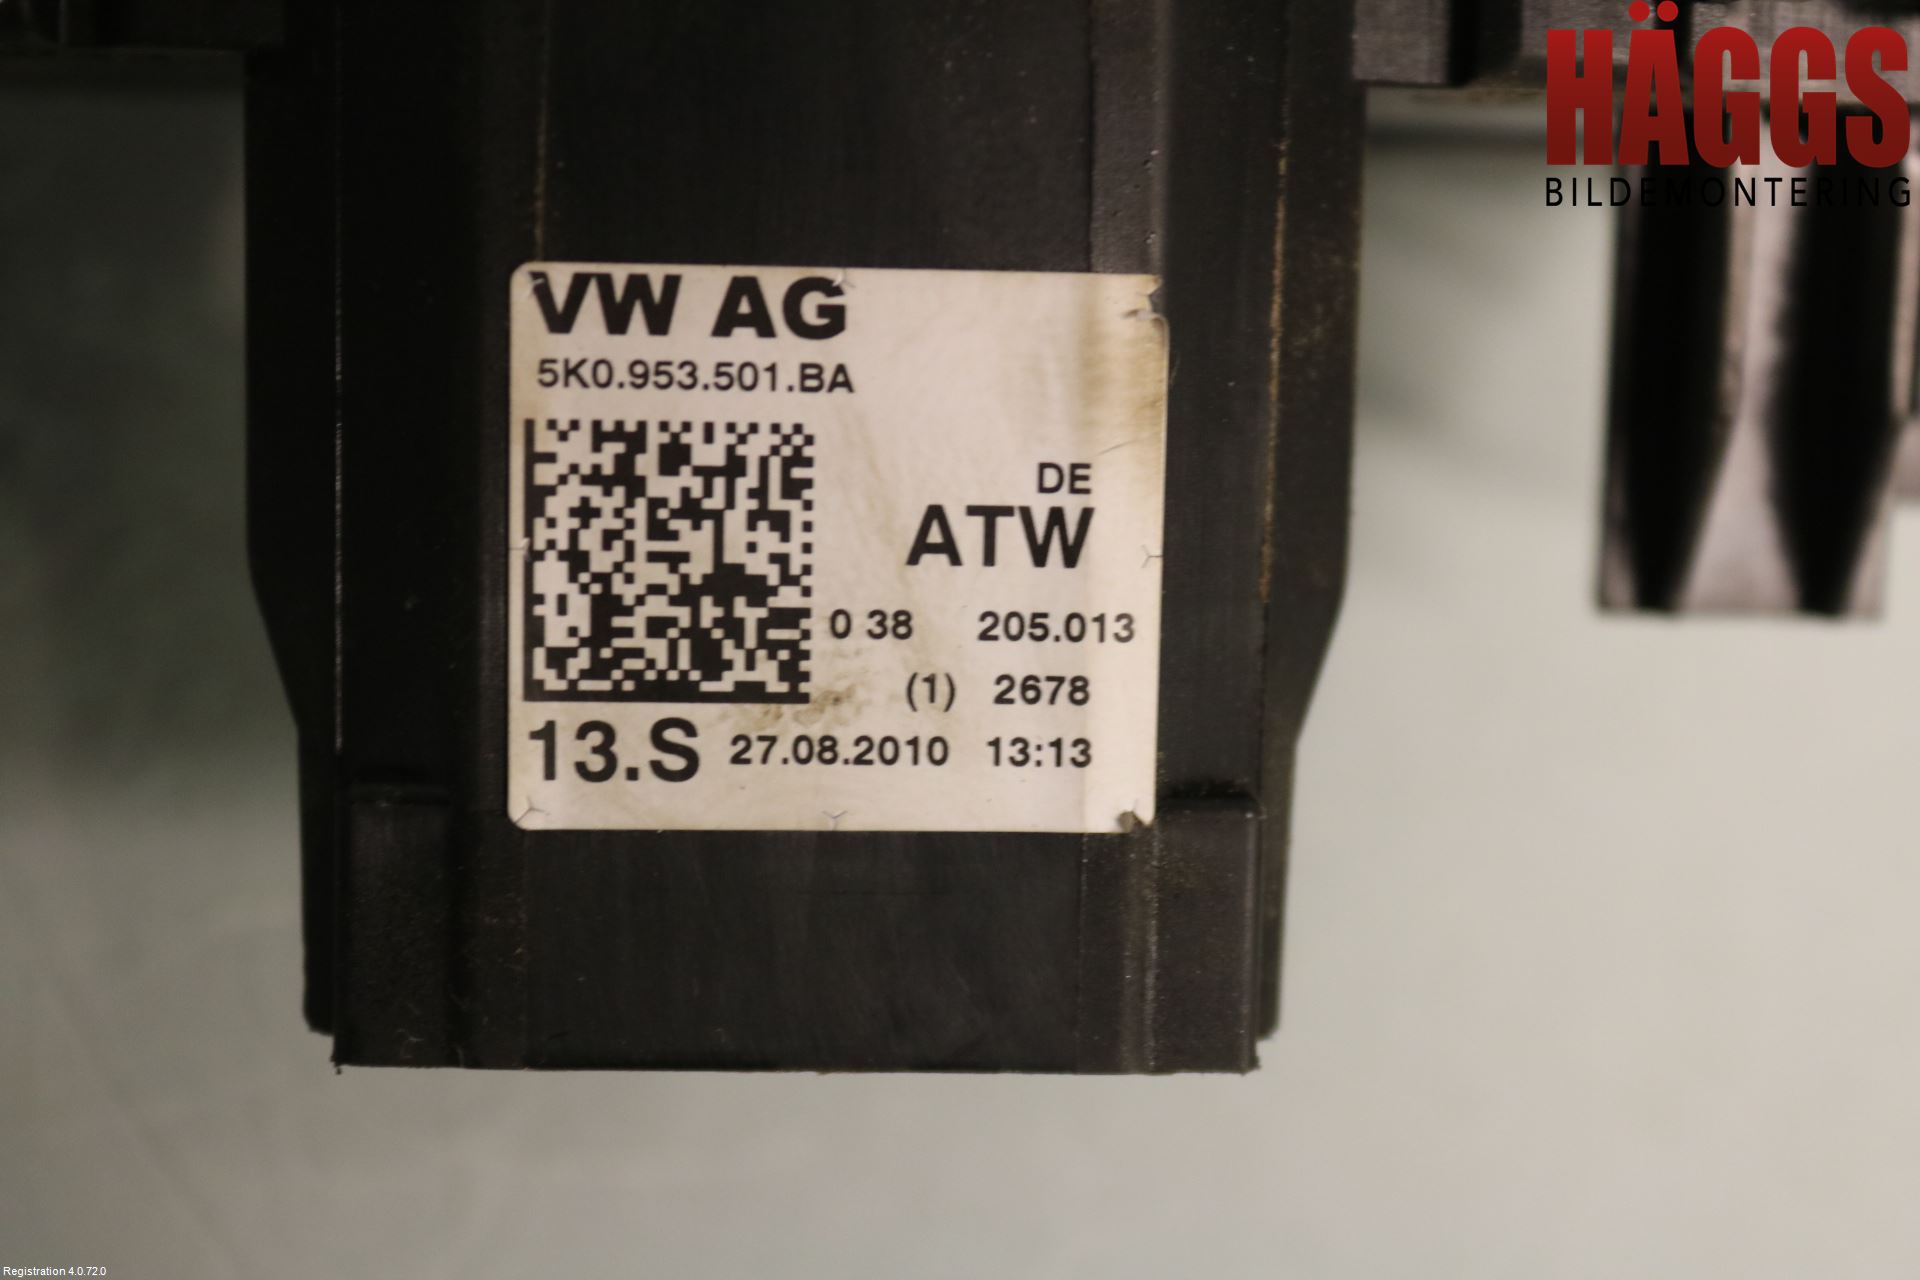 HÄGGS
BILDEMONTERING
VW AG
5K0.953.501.BA
DE
ATW
0 38 205.013
(1) 2678
13.S 27.08.2010 13:13
Registration 4.0.72.0